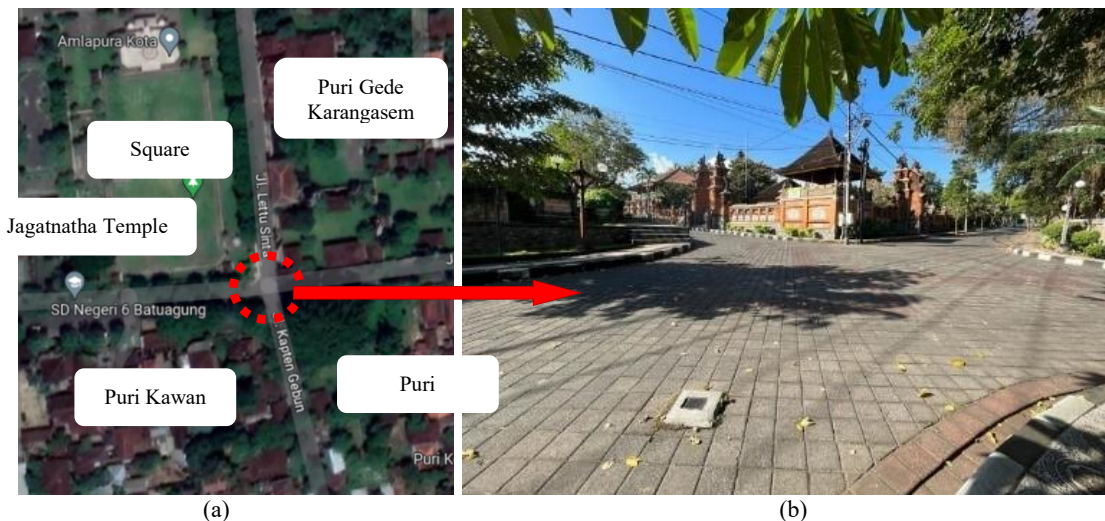 Amlapura Kota
Puri Gede
Karangasem
Square
Jl. Lettu Sinta
Jagatnatha Temple
SD Negeri 6 Batuagung
Kapten Gebun
Puri Kawan
Puri
Puri K
(a)
(b)